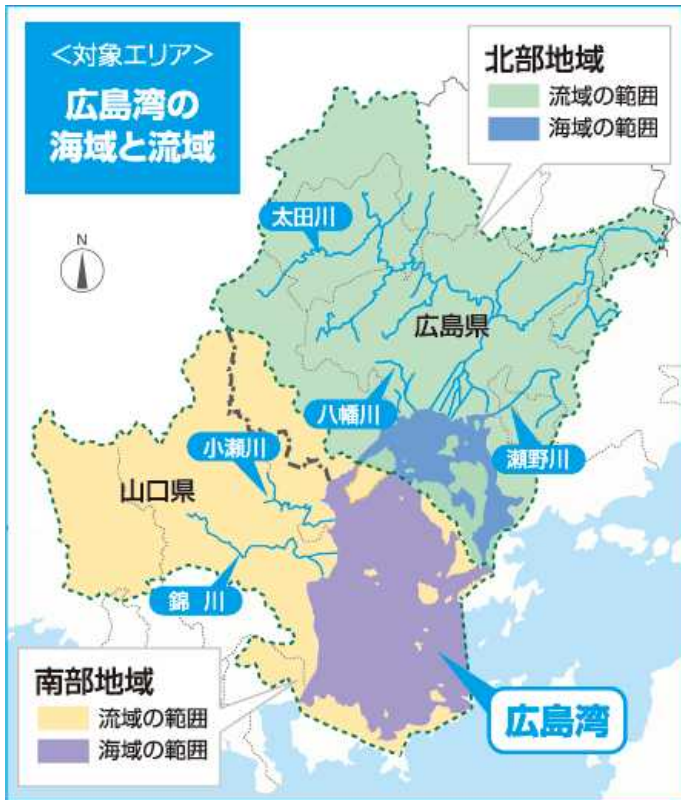 <対象エリア>
広島湾の
海域と流域
北部地域
流域の範囲
海域の範囲
太田川
N
広島県
八幡川
小瀬川
瀬野川
山口県
錦 川
南部地域
流域の範囲
海域の範囲
広島湾